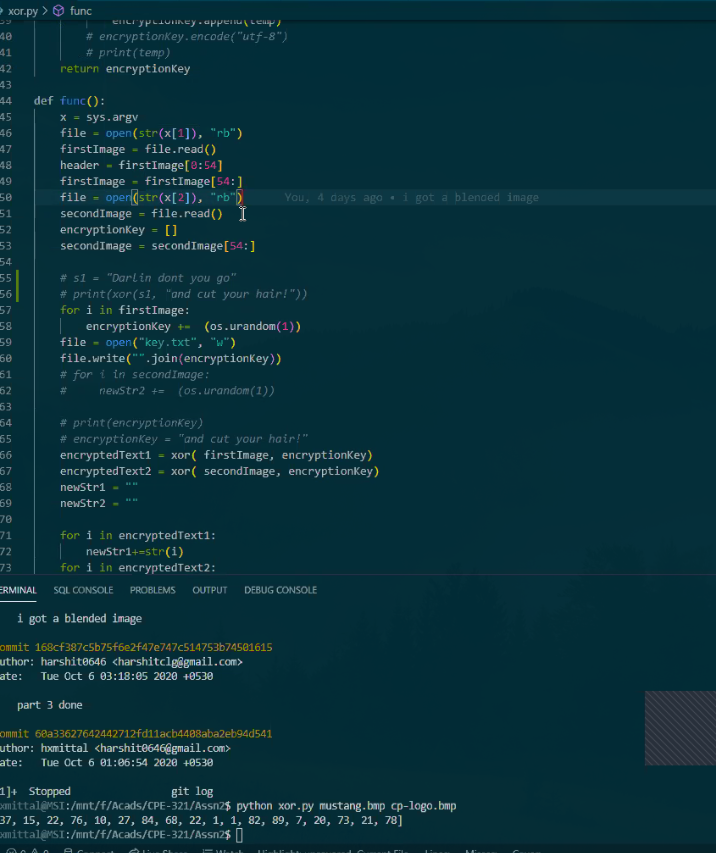 xor.py > func
39 encryptionKey.append(temp)
40 # encryptionKey.encode("utf-8")
41 # print(temp)
42 return encryptionKey
43
44 def func():
45 x = sys.argv
46 file = open(str(x[1]), "rb")
47 firstImage = file.read()
48 header = firstImage[0:54]
49 firstImage = firstImage[54:]
50 file = open(str(x[2]), "rb") You, 4 days ago • i got a blended image
51 secondImage = file.read()
52 encryptionKey = []
53 secondImage = secondImage[54:]
54
55 # s1 = "Darlin dont you go"
56 # print(xor(s1, "and cut your hair!"))
57 for i in firstImage:
58 encryptionKey += (os.urandom(1))
59 file = open("key.txt", "w")
60 file.write("".join(encryptionKey))
61 # for i in secondImage:
62 # newStr2 += (os.urandom(1))
63
64 # print(encryptionKey)
65 # encryptionKey = "and cut your hair!"
66 encryptedText1 = xor( firstImage, encryptionKey)
67 encryptedText2 = xor( secondImage, encryptionKey)
68 newStr1 = ""
69 newStr2 = ""
70
71 for i in encryptedText1:
72 newStr1+=str(i)
73 for i in encryptedText2:
ERMINAL SQL CONSOLE PROBLEMS OUTPUT DEBUG CONSOLE
i got a blended image
ommit 168cf387c5b75f6e2f47e747c514753b74501615
uthor: harshit0646 <harshitclg@gmail.com>
ate: Tue Oct 6 03:18:05 2020 +0530
part 3 done
ommit 60a33627642442712fd11acb4408aba2eb94d541
uthor: hxmittal <harshit0646@gmail.com>
ate: Tue Oct 6 01:06:54 2020 +0530
1]+ Stopped git log
xmittal@MSI:/mnt/f/Acads/CPE-321/Assn2$ python xor.py mustang.bmp cp-logo.bmp
37, 15, 22, 76, 10, 27, 84, 68, 22, 1, 1, 82, 89, 7, 20, 73, 21, 78]
xmittal@MSI:/mnt/f/Acads/CPE-321/Assn2$